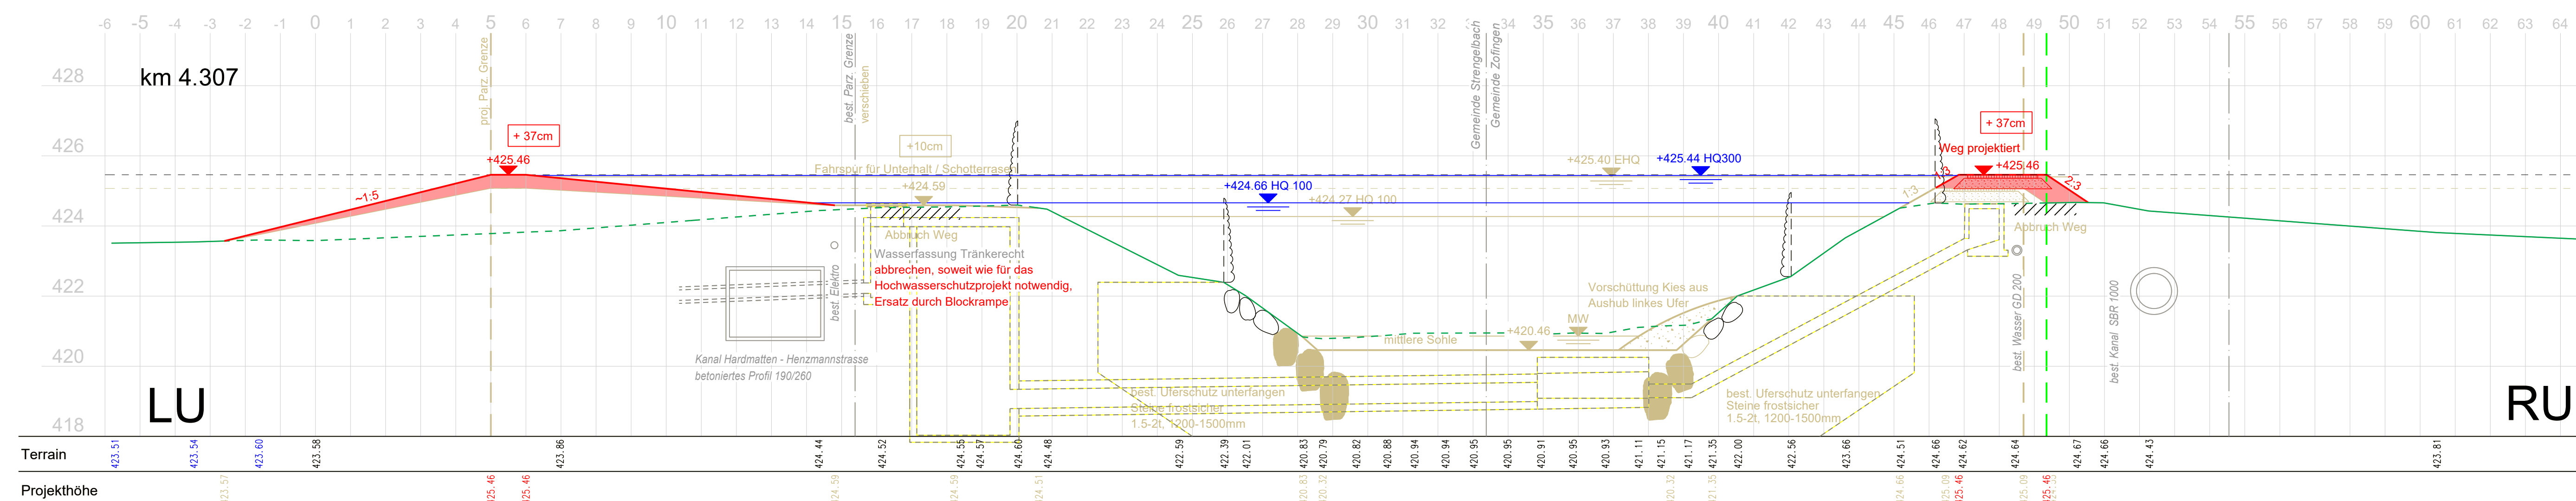 -6 -5 -4 -3 -2 -1 0 1 2 3 4 5 6 7 8 9 10 11 12 13 14 15 16 17 18 19 20 21 22 23 24 25 26 27 28 29 30 31 32 34 35 36 37 38 39 40 41 42 43 44 45 46 47 48 49 50 51 52 53 54 55 56 57 58 59 60 61 62 63 64
km 4.307
428
426
424
422
420
418
proj. Parz. Grenze
best. Parz. Grenze
verschieben
Gemeinde Strengelbach
Gemeinde Zofingen
+ 37cm
+425.46
~1:5
+10cm
Fahrspur für Unterhalt / Schotterrasen
+424.59
Abbruch Weg
Wasserfassung Tränkerecht
abbrechen, soweit wie für das
Hochwasserschutzprojekt notwendig,
Ersatz durch Blockrampe
best. Elektro
Kanal Hardmatten - Henzmannstrasse
betoniertes Profil 190/260
+424.66 HQ 100
+424.27 HQ 100
+425.40 EHQ
+425.44 HQ300
mittlere Sohle
+420.46
MW
Vorschüttung Kies aus
Aushub linkes Ufer
best. Uferschutz unterfangen
Steine frostsicher
1.5-2t, 1200-1500mm
best. Uferschutz unterfangen
Steine frostsicher
1.5-2t, 1200-1500mm
1:3
+ 37cm
Weg projektiert
+425.46
2:3
Abbruch Weg
best. Wasser GD 200
best. Kanal SBR 1000
LU
RU
Terrain
423.51 423.54 423.60 423.58 423.86 424.44 424.52 424.55 424.57 424.60 424.48 422.59 422.39 422.01 420.83 420.79 420.82 420.88 420.94 420.94 420.95 420.95 420.91 420.95 420.93 421.11 421.15 421.17 421.35 422.00 422.56 423.66 424.51 424.66 424.62 424.64 424.67 424.66 424.43 423.81
Projekthöhe